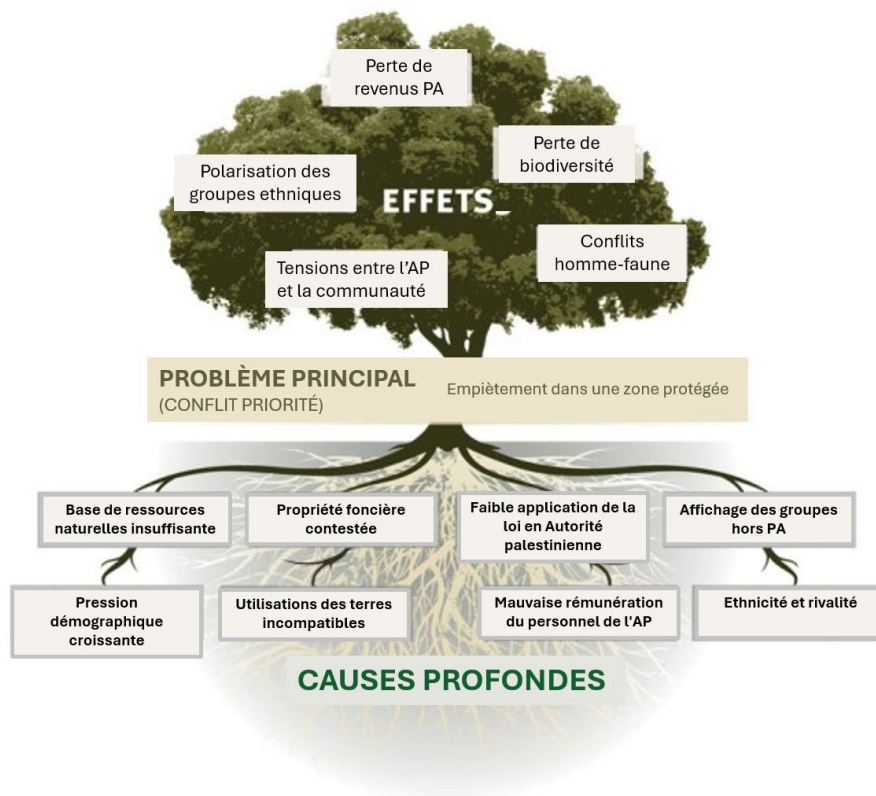 Perte de
revenus PA
Perte de
biodiversité
Polarisation des
groupes ethniques
EFFETS
Conflits
homme-faune
Tensions entre l'AP
et la communauté
PROBLÈME PRINCIPAL
(CONFLIT PRIORITÉ)
Empiètement dans une zone protégée
Base de ressources
naturelles insuffisante
Propriété foncière
contestée
Faible application de la
loi en Autorité
palestinienne
Affichage des groupes
hors PA
Pression
démographique
croissante
Utilisations des terres
incompatibles
Mauvaise rémunération
du personnel de l'AP
Ethnicité et rivalité
CAUSES PROFONDES